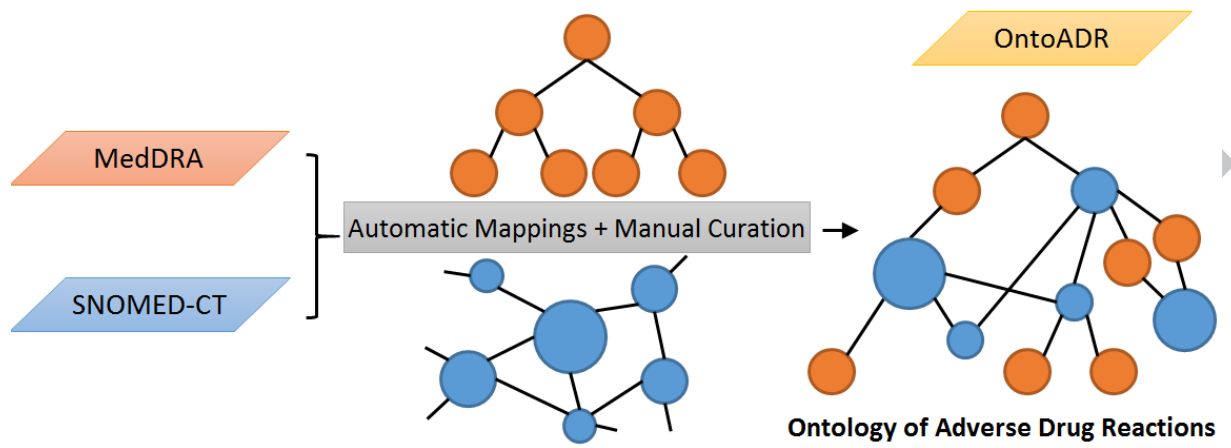 OntoADR
MedDRA
Automatic Mappings + Manual Curation
SNOMED-CT
Ontology of Adverse Drug Reactions